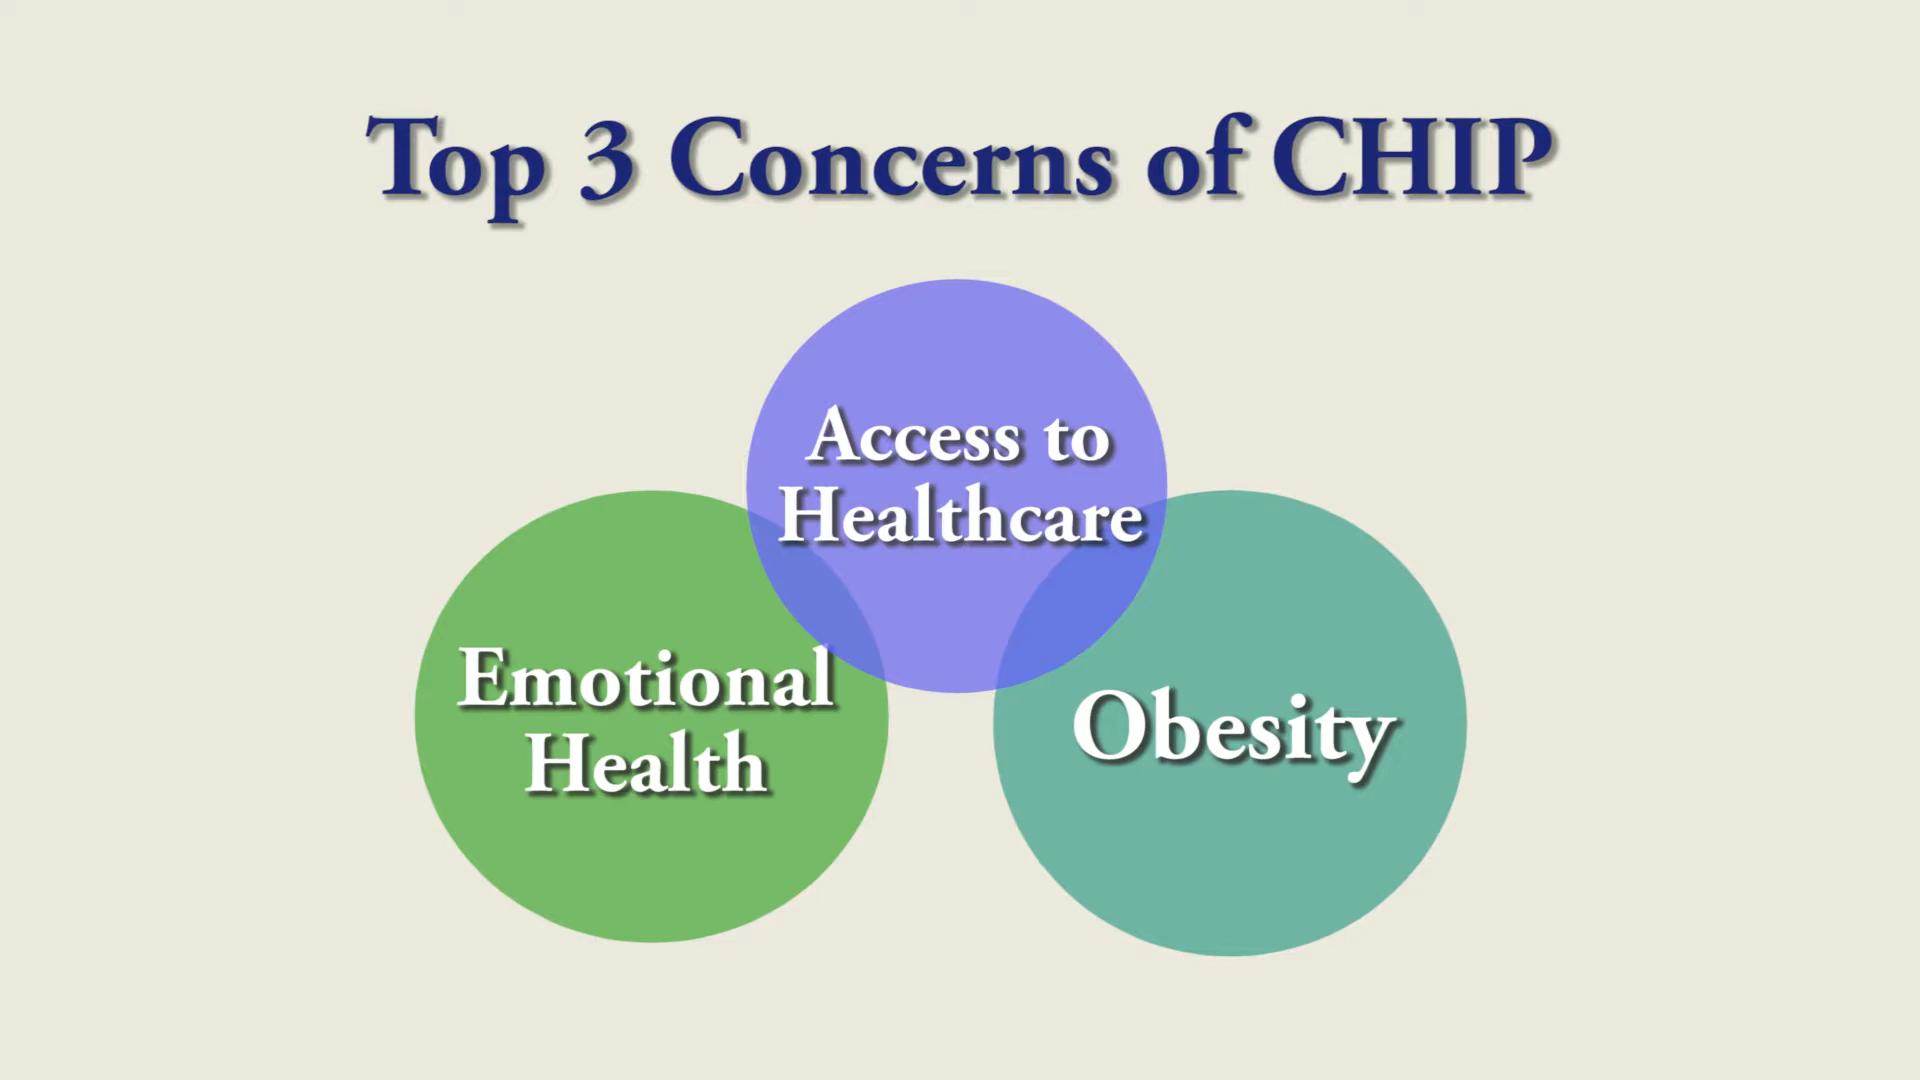 Top 3 Concerns of CHIP
Access to
Healthcare
Emotional
Health
Obesity